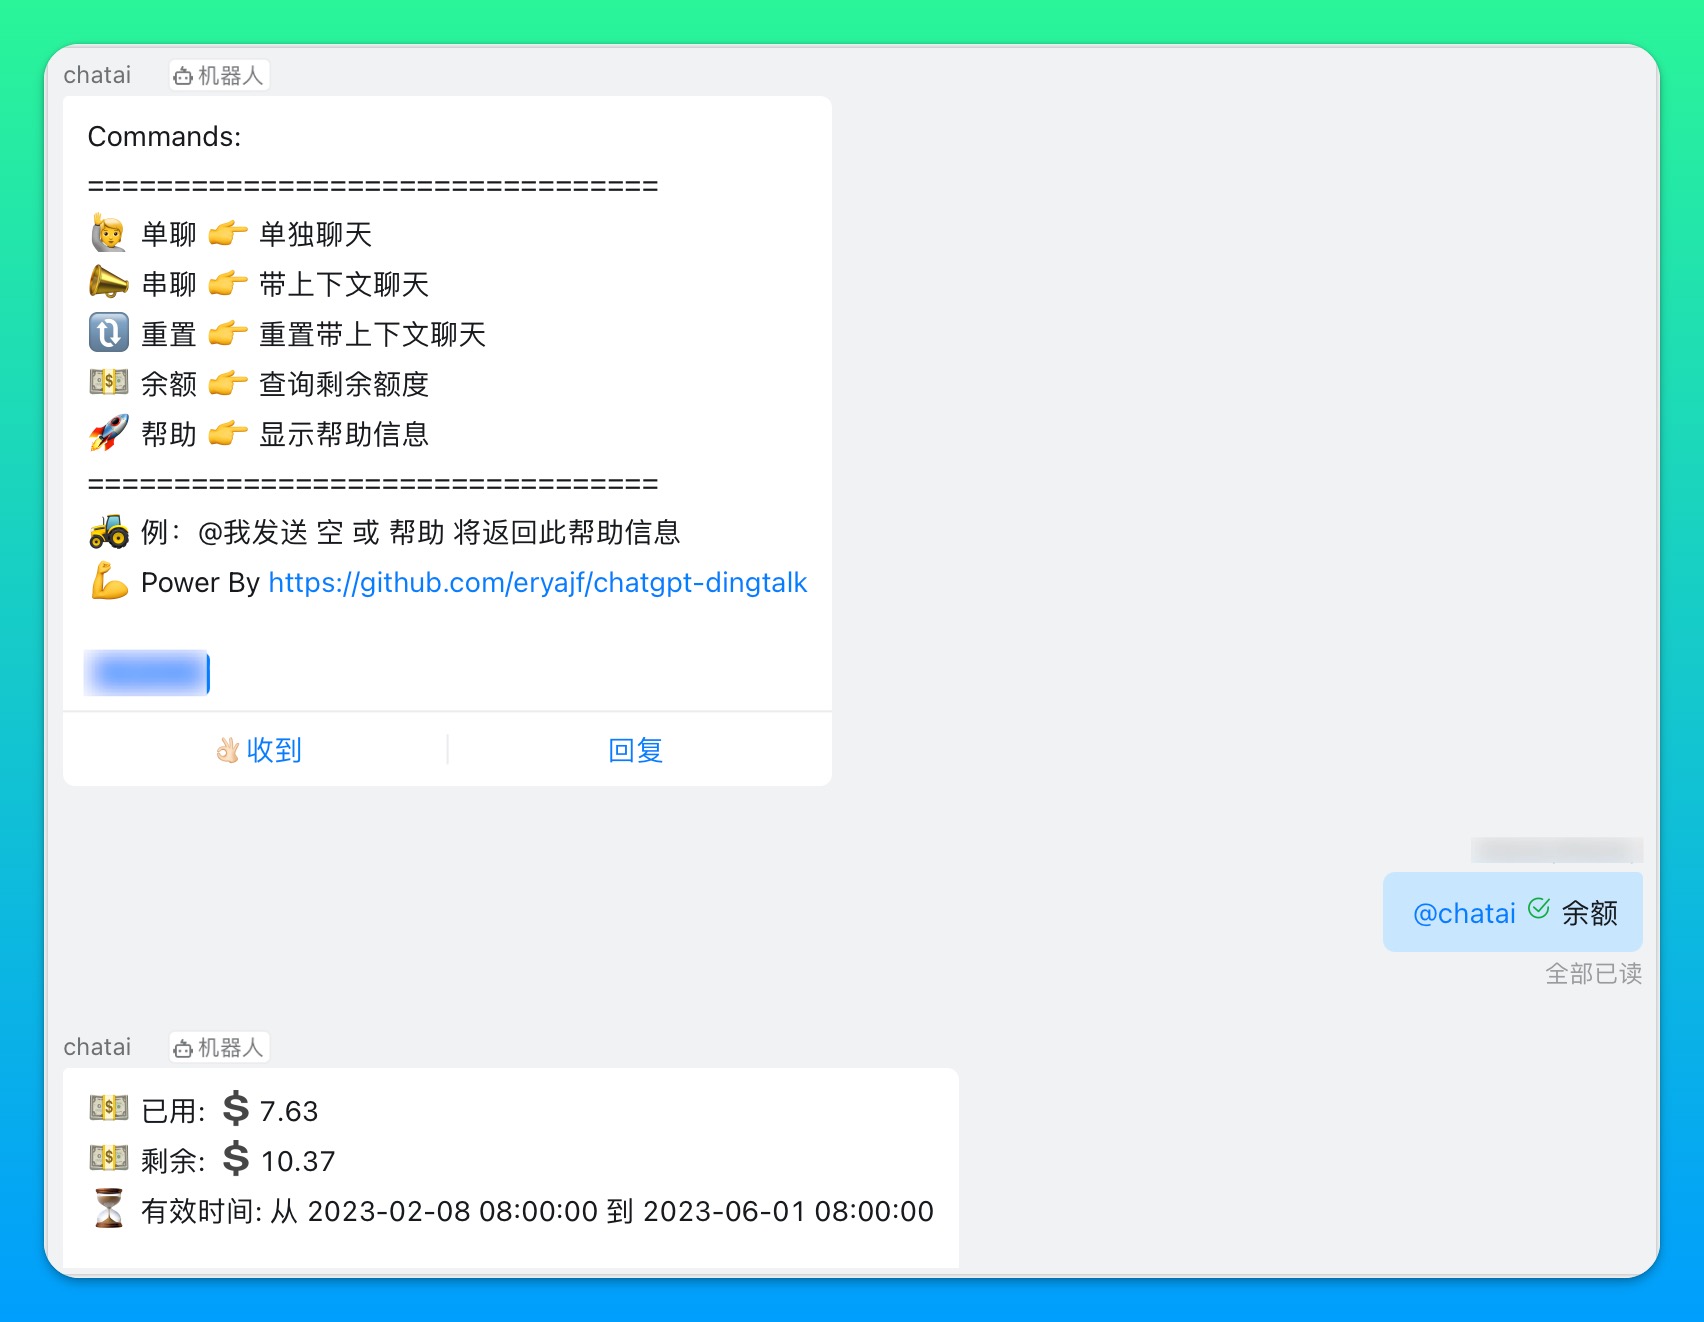 chatai 机器人
Commands:
=================================
🙋 单聊 👉 单独聊天
📣 串聊 👉 带上下文聊天
🔃 重置 👉 重置带上下文聊天
💵 余额 👉 查询剩余额度
🚀 帮助 👉 显示帮助信息
=================================
🚜 例：@我发送 空 或 帮助 将返回此帮助信息
💪 Power By https://github.com/eryajf/chatgpt-dingtalk
👌🏻收到 回复
@chatai 余额
全部已读
chatai 机器人
💵 已用: 💲 7.63
💵 剩余: 💲 10.37
⏳ 有效时间: 从 2023-02-08 08:00:00 到 2023-06-01 08:00:00